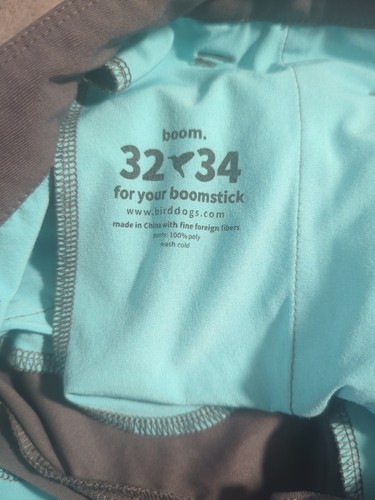 boom.
32 34
for your boomstick
www.birddogs.com
made in China with fine foreign fibers
100% poly
wash cold